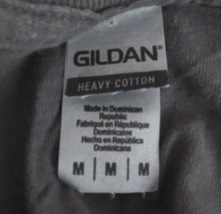 GILDAN
HEAVY COTTON
Made in Dominican
Republic
Fabriqué en République
Dominicaine
Hecho en República
Dominicana
M M M